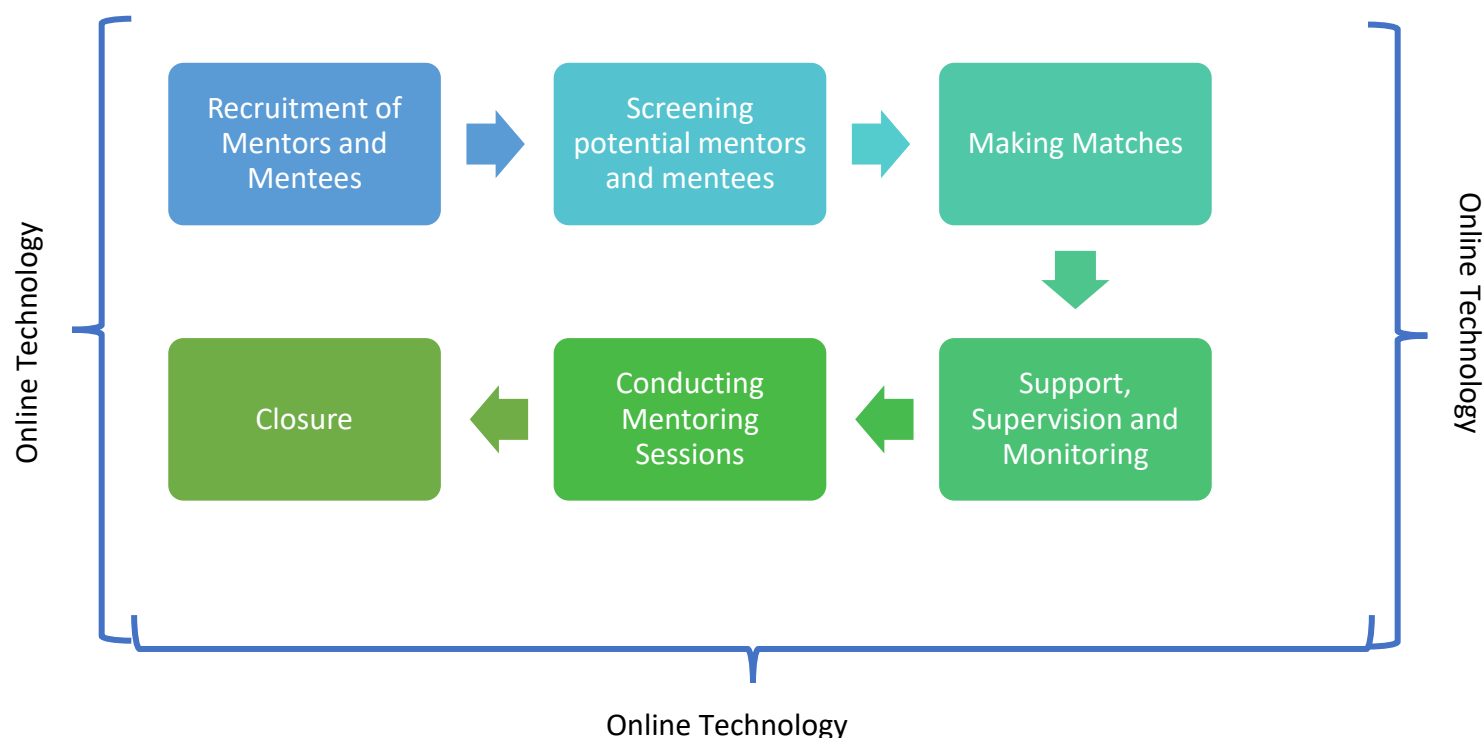 Recruitment of
Mentors and
Mentees
Screening
potential mentors
and mentees
Making Matches
Support,
Supervision and
Monitoring
Conducting
Mentoring
Sessions
Closure
Online Technology
Online Technology
Online Technology